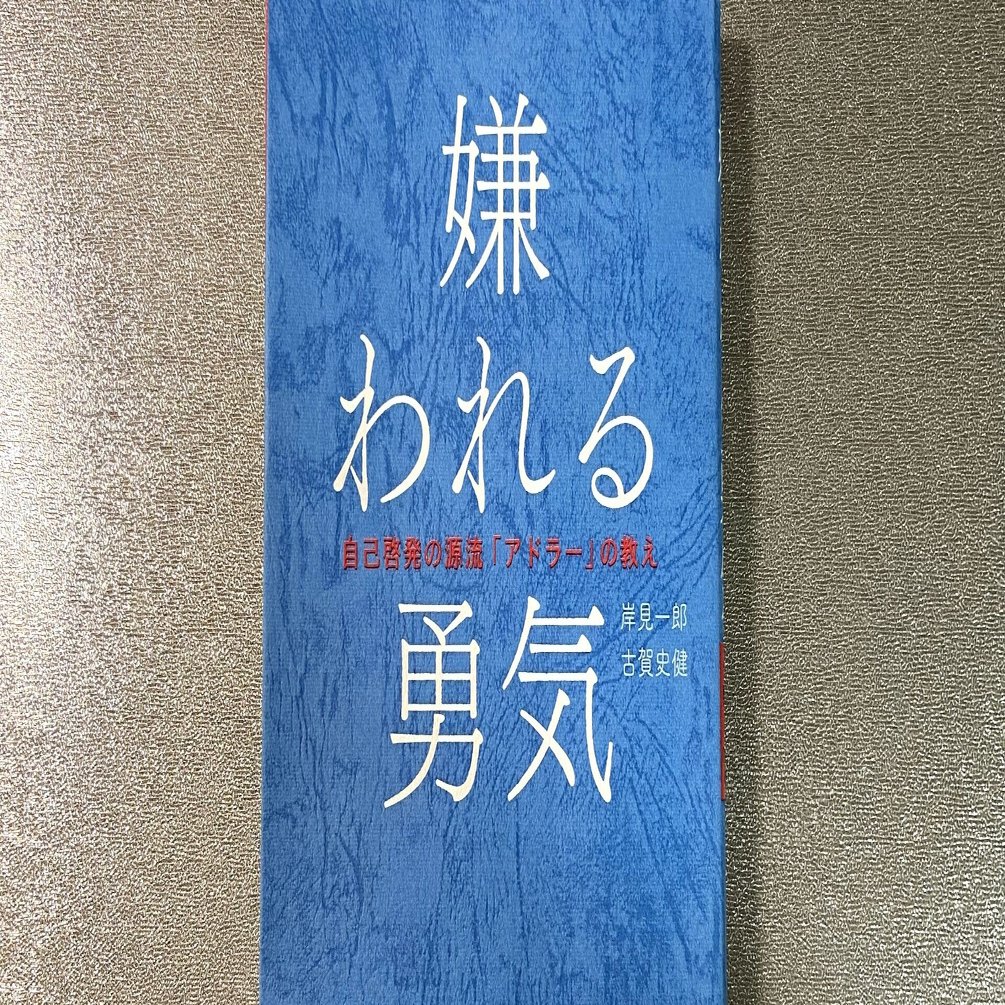 嫌
われる
自己啓発の源流「アドラー」の教え
勇気
岸見一郎
古賀史健